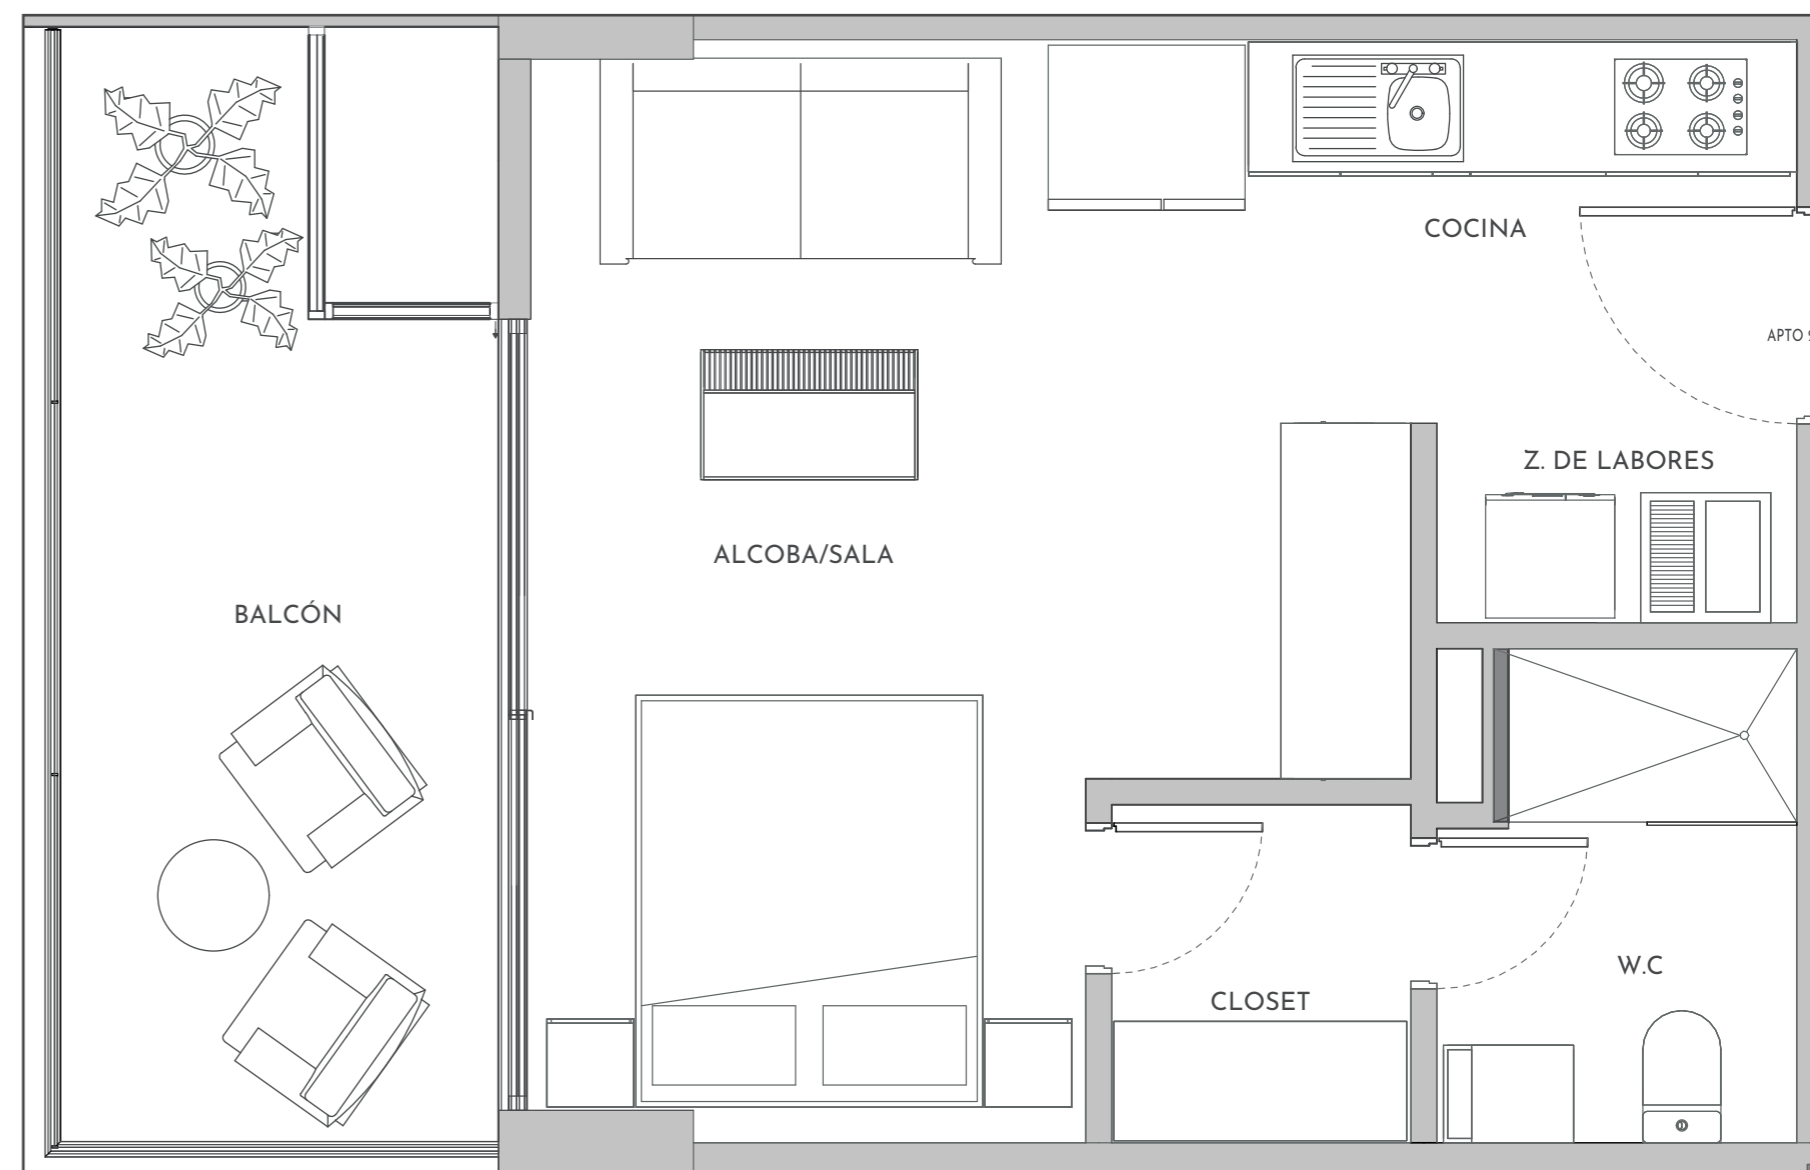 COCINA
APTO
Z. DE LABORES
ALCOBA/SALA
BALCÓN
W.C
CLOSET